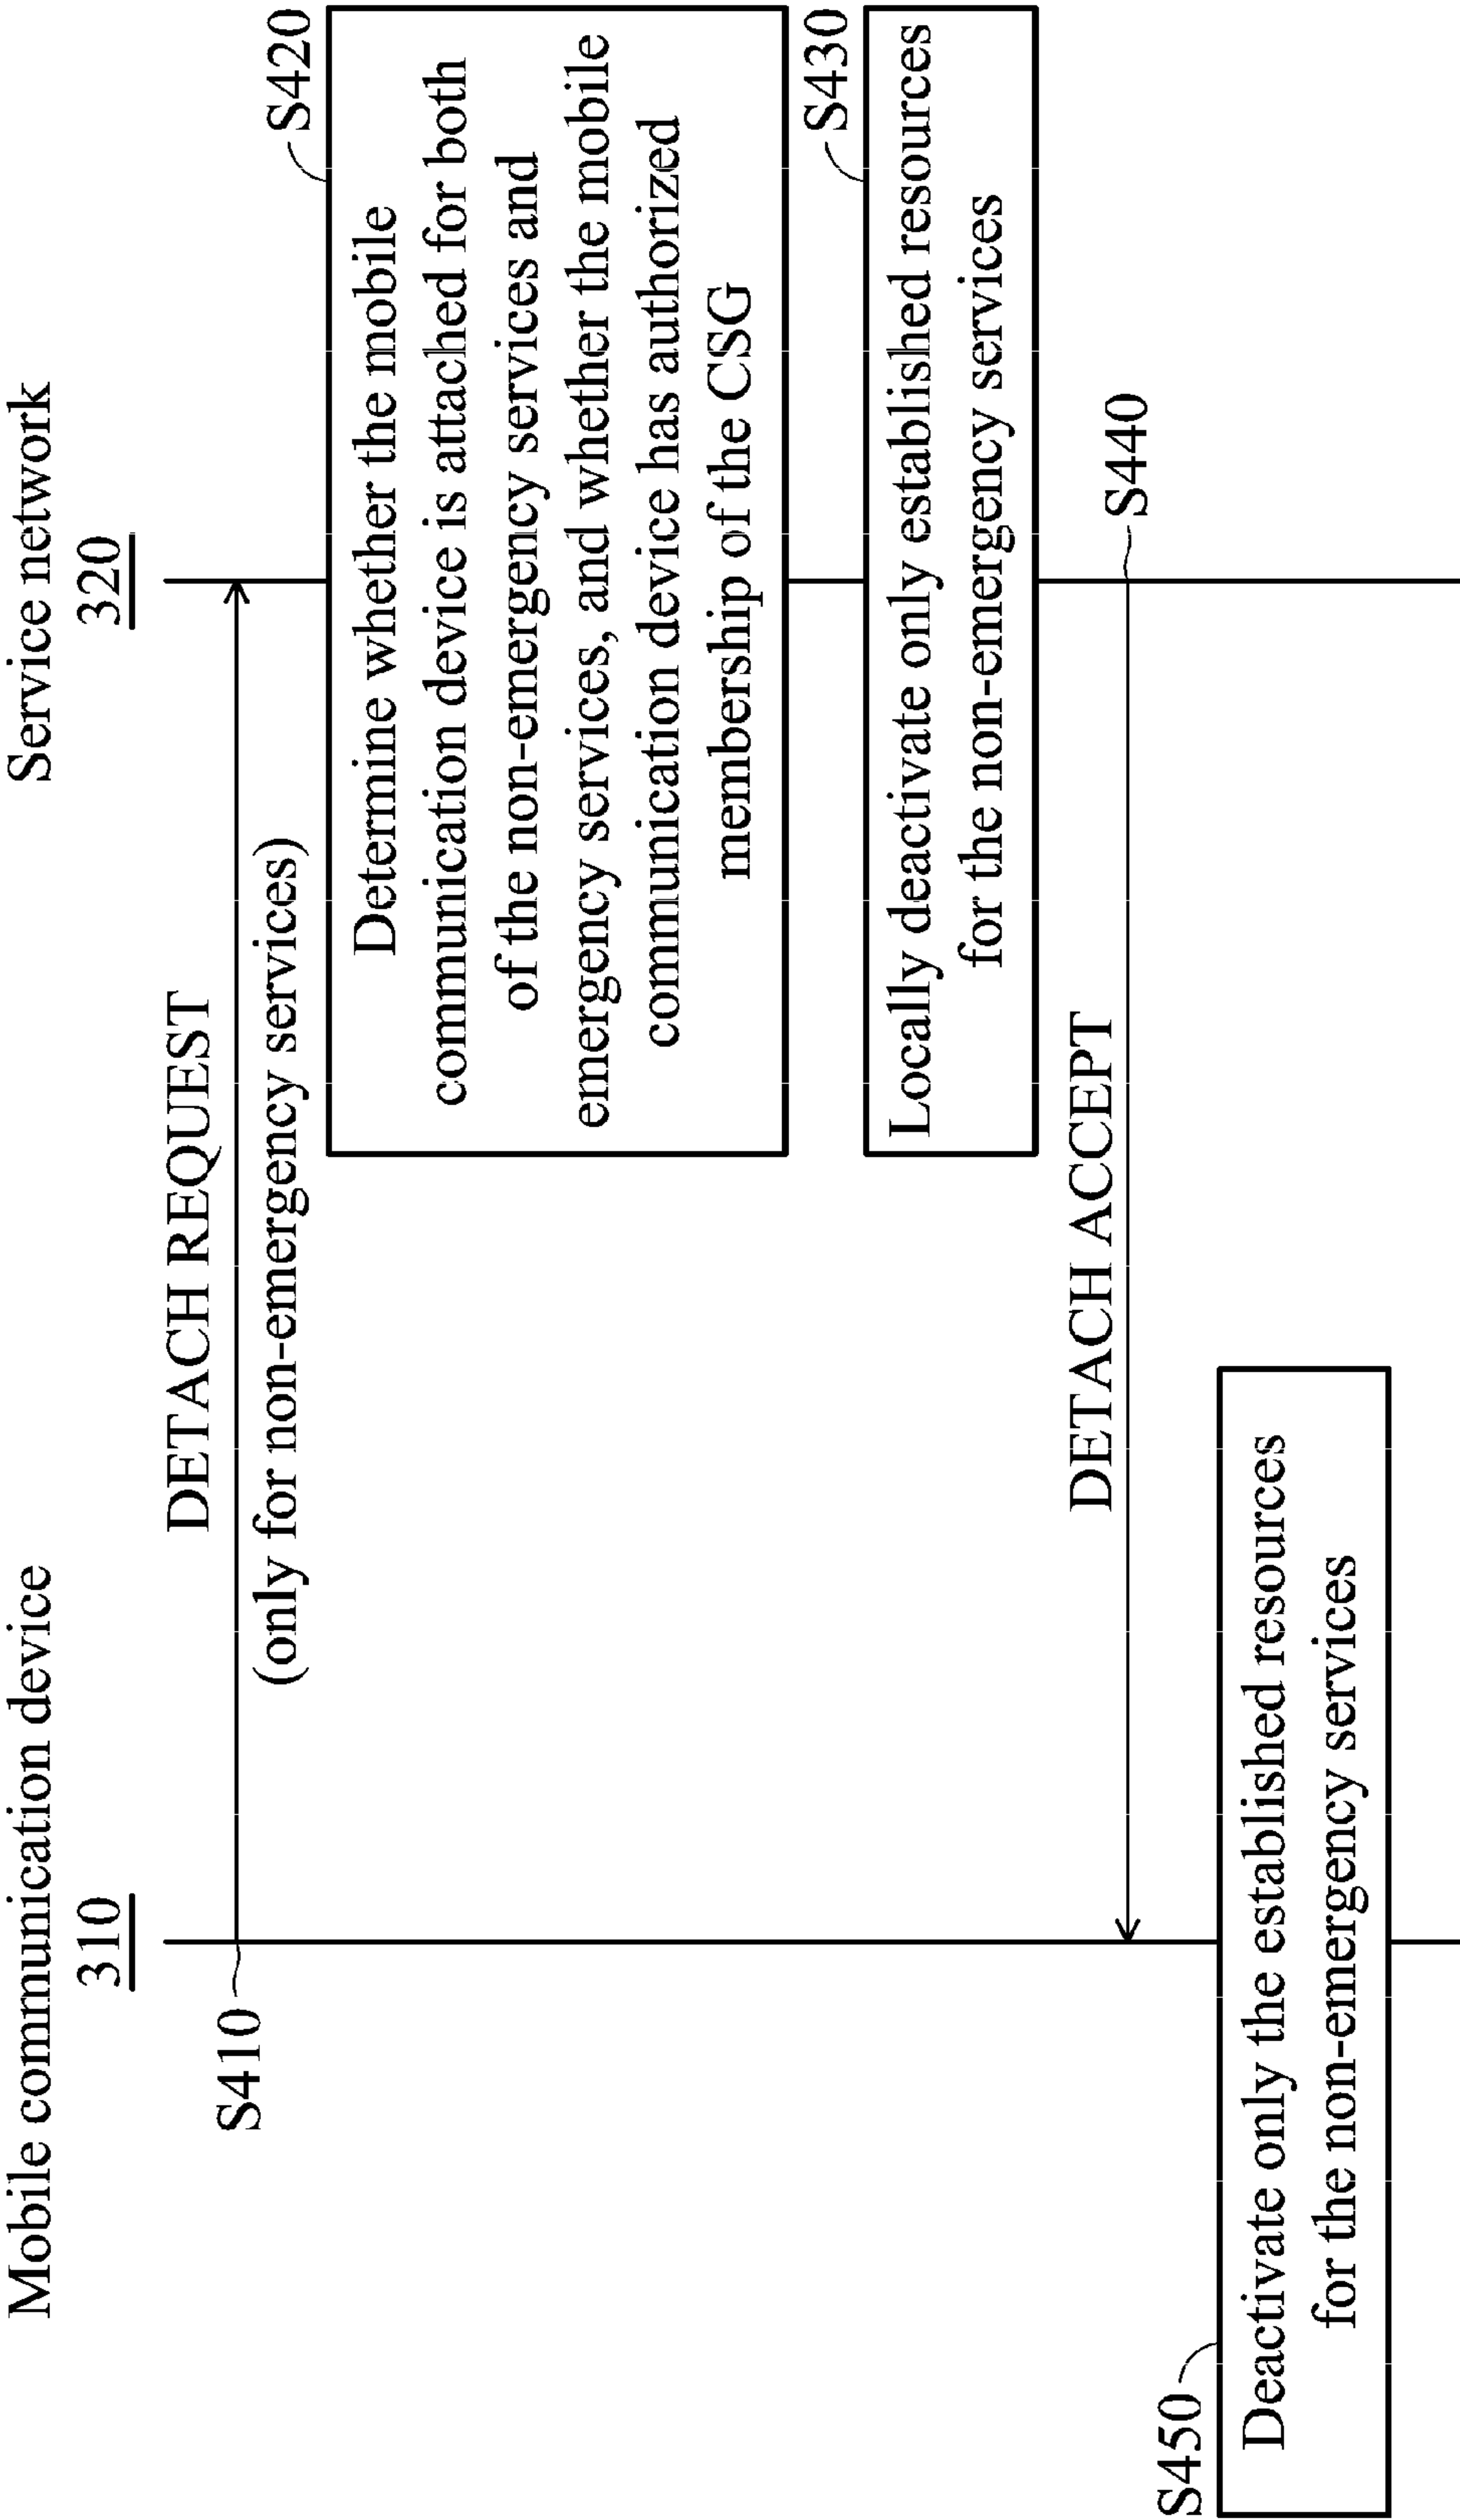 Mobile communication device
310
Service network
320
DETACH REQUEST
S410
(only for non-emergency services)
S420
Determine whether the mobile
communication device is attached for both
of the non-emergency services and
emergency services, and whether the mobile
communication device has authorized
membership of the CSG
S430
Locally deactivate only established resources
for the non-emergency services
DETACH ACCEPT
S440
S450
Deactivate only the established resources
for the non-emergency services